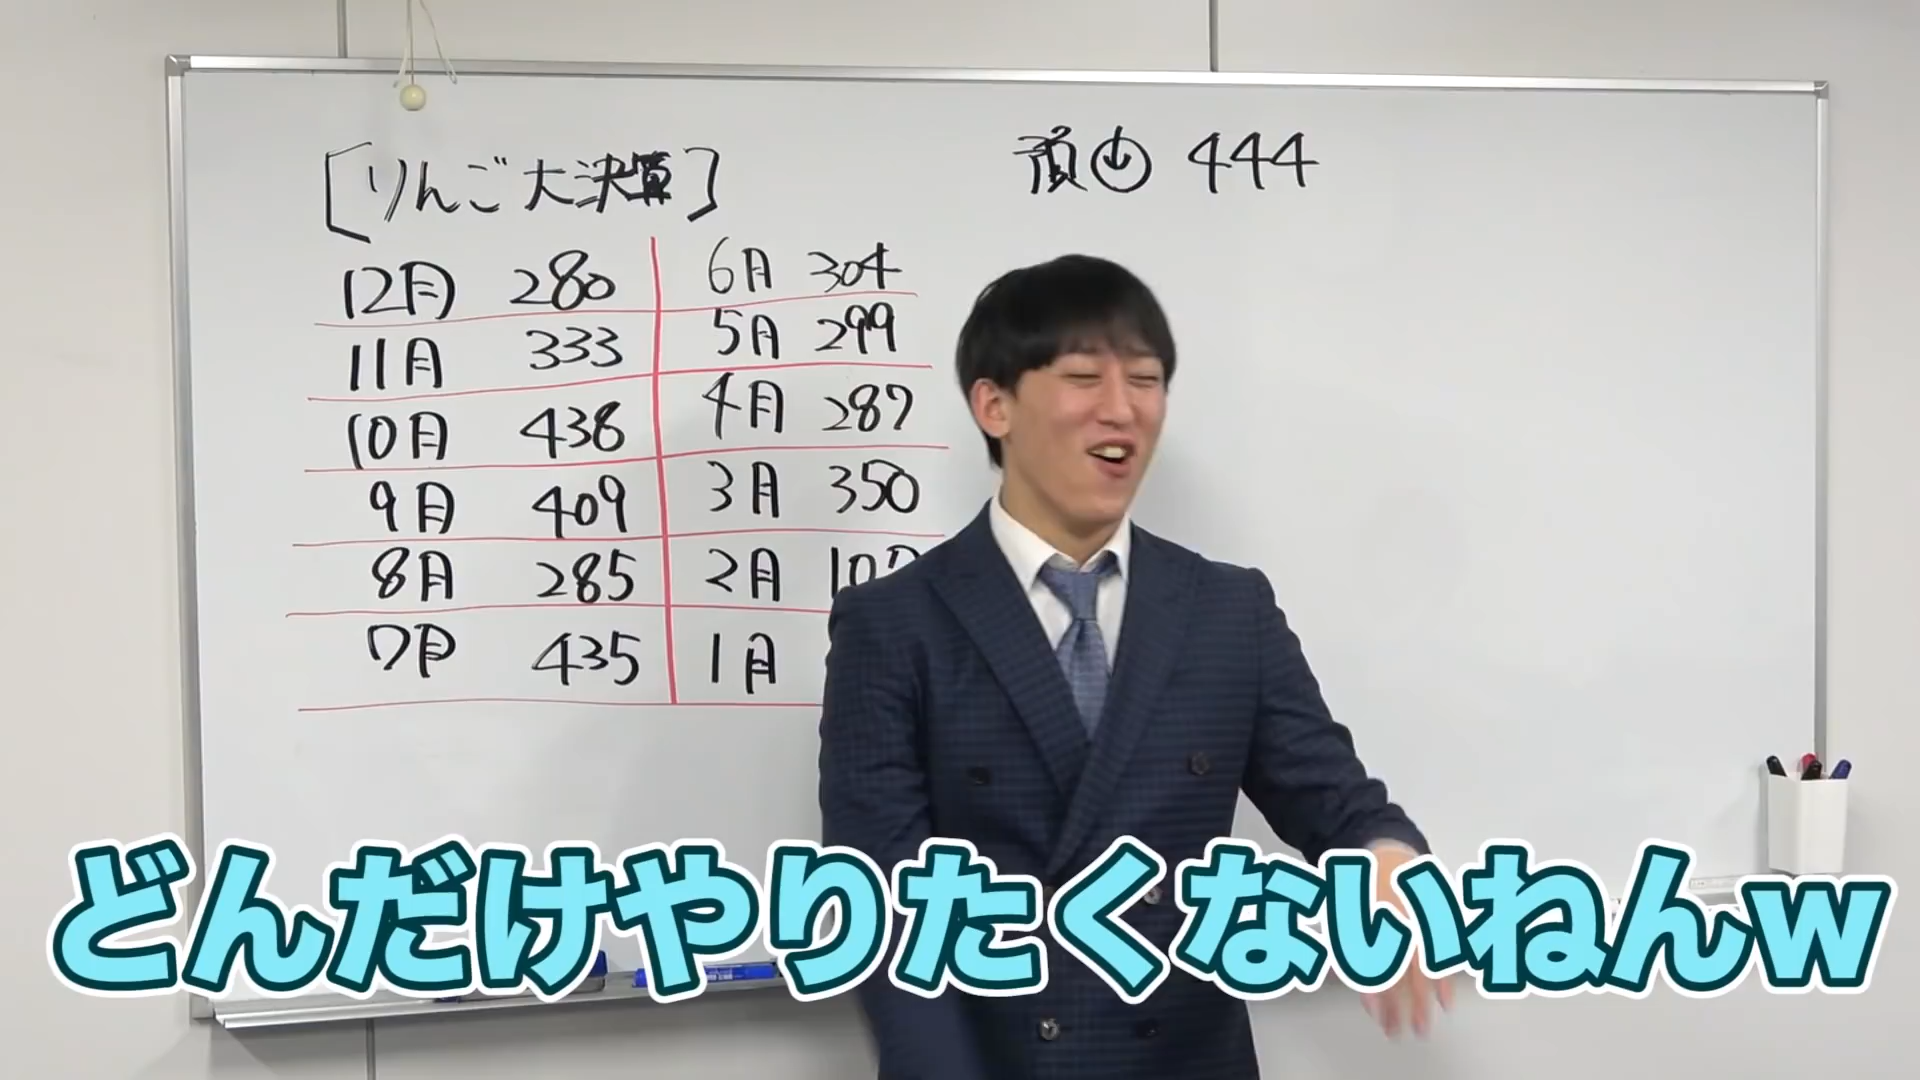 [りんご大決算]
頂 444
12月 280
11月 333
10月 438
9月 409
8月 285
7月 435
6月 304
5月 299
4月 287
3月 350
2月
1月
どんだけやりたくないねんw